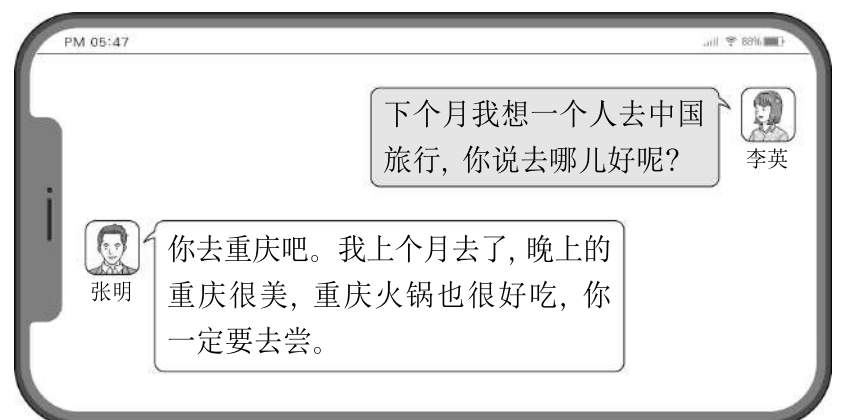 PM 05:47
88%
下个月我想一个人去中国
旅行, 你说去哪儿好呢?
李英
你去重庆吧。我上个月去了, 晚上的
重庆很美, 重庆火锅也很好吃, 你
一定要去尝。
张明